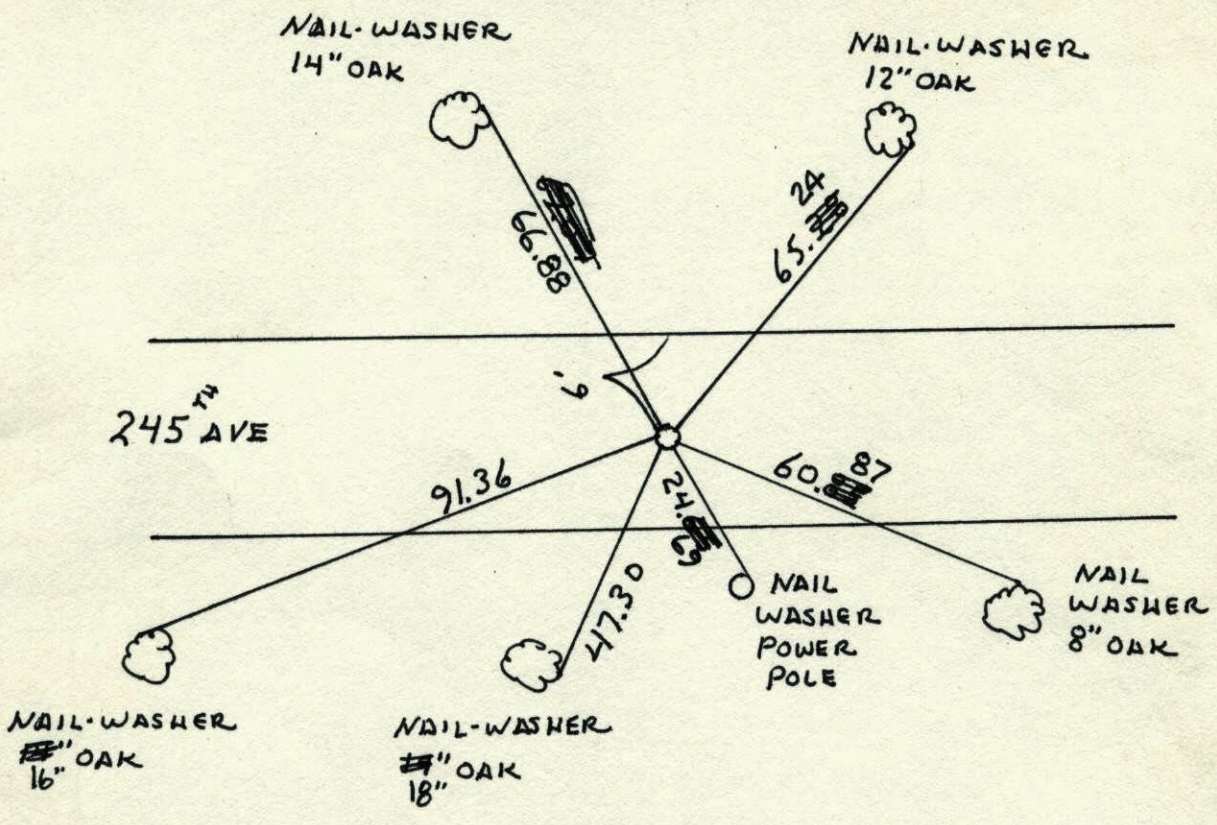 NAIL-WASHER
14" OAK
NAIL-WASHER
12" OAK
66.88
65.24
245TH AVE
6'
91.36
60.87
24.69
47.30
NAIL
WASHER
POWER
POLE
NAIL
WASHER
8" OAK
NAIL-WASHER
" OAK
16"
NAIL-WASHER
" OAK
18"